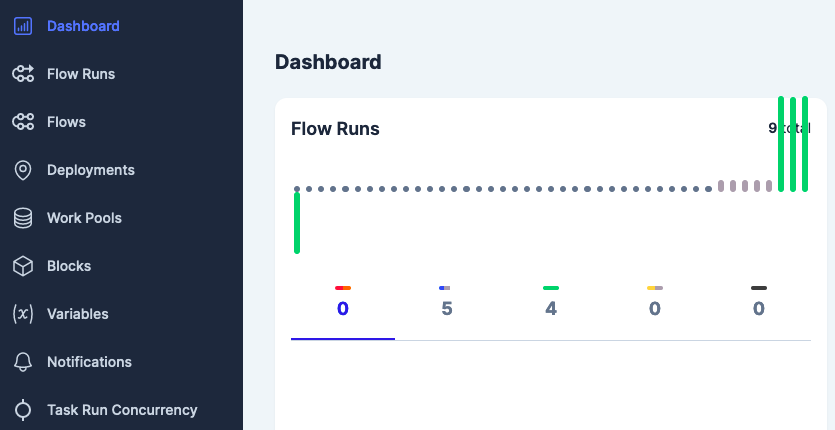 Dashboard
Flow Runs
Flows
Deployments
Work Pools
Blocks
(x) Variables
Notifications
Task Run Concurrency
Dashboard
Flow Runs
9 total
0
5
4
0
0